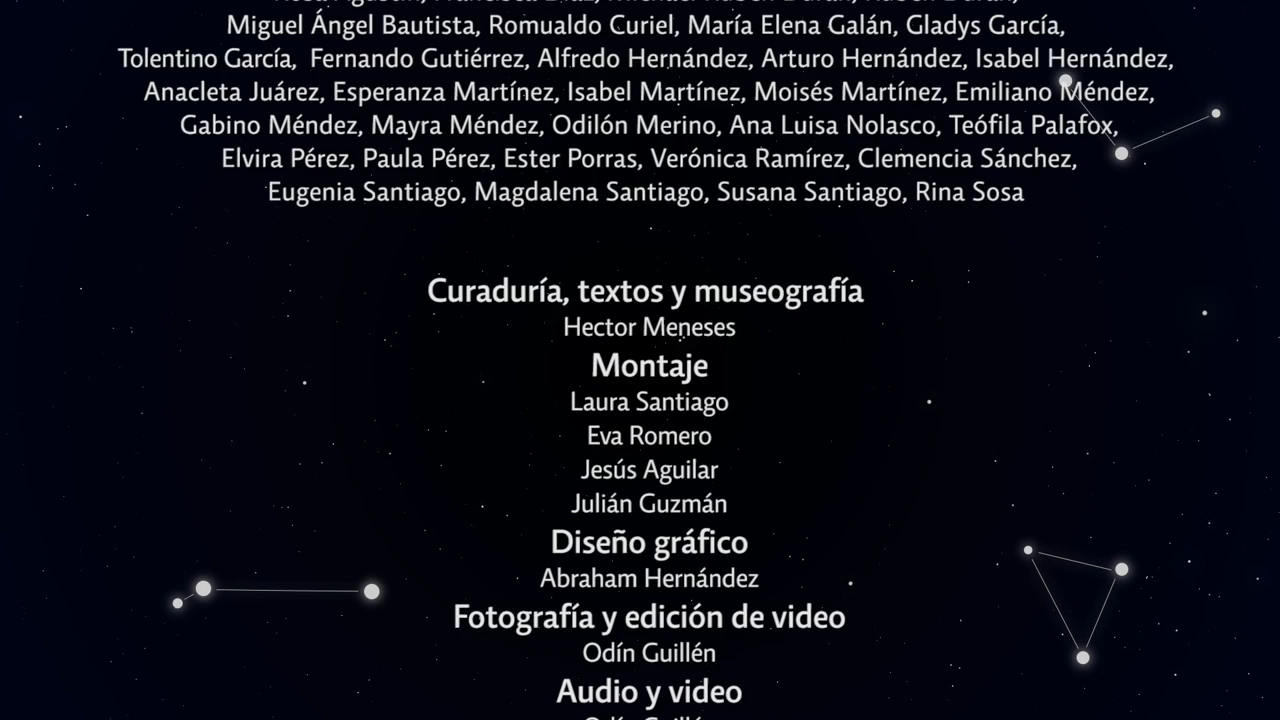 Miguel Ángel Bautista, Romualdo Curiel, María Elena Galán, Gladys García,
Tolentino García, Fernando Gutiérrez, Alfredo Hernández, Arturo Hernández, Isabel Hernández,
Anacleta Juárez, Esperanza Martínez, Isabel Martínez, Moisés Martínez, Emiliano Méndez,
Gabino Méndez, Mayra Méndez, Odilón Merino, Ana Luisa Nolasco, Teófila Palafox,
Elvira Pérez, Paula Pérez, Ester Porras, Verónica Ramírez, Clemencia Sánchez,
Eugenia Santiago, Magdalena Santiago, Susana Santiago, Rina Sosa
Curaduría, textos y museografía
Hector Meneses
Montaje
Laura Santiago
Eva Romero
Jesús Aguilar
Julián Guzmán
Diseño gráfico
Abraham Hernández
Fotografía y edición de video
Odín Guillén
Audio y video